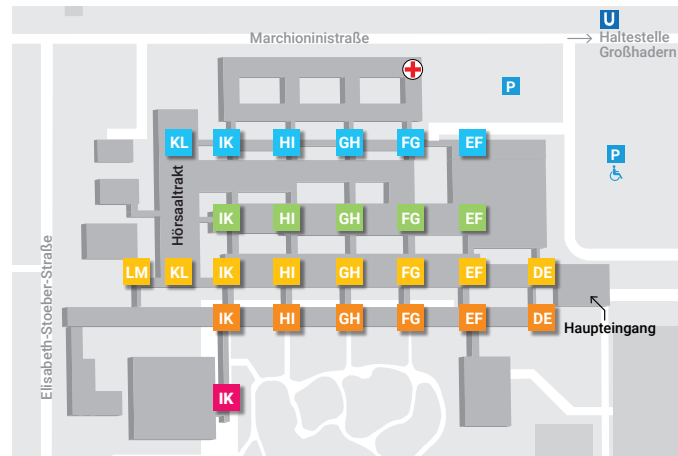 U
Marchioninistraße
Haltestelle
Großhadern
P
KL IK HI GH FG EF
P
Hörsaaltrakt
IK HI GH FG EF
LM KL IK HI GH FG EF DE
IK HI GH FG EF DE
Haupteingang
Elisabeth-Stoeber-Straße
IK